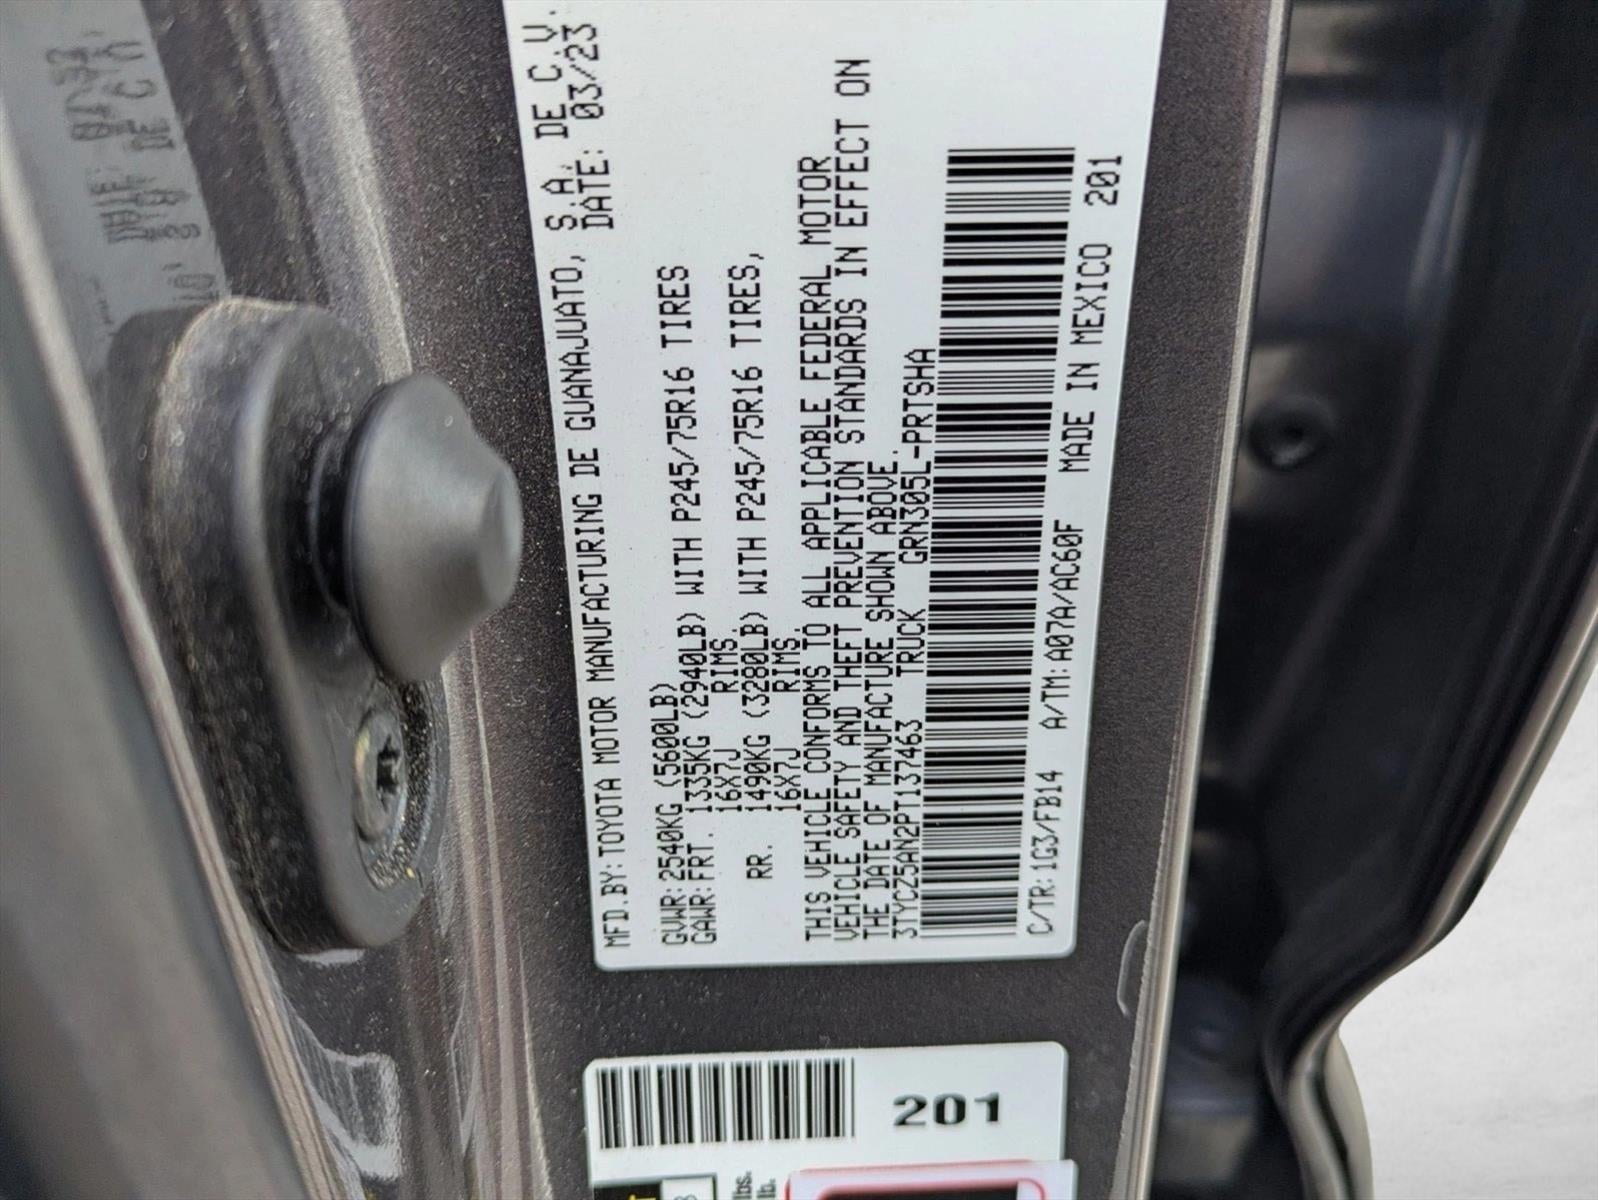 MFD.BY:TOYOTA MOTOR MANUFACTURING DE GUANAJUATO, S.A. DE C.V.
DATE: 03/23
GVWR:2540KG (5600LB)
GAWR:FRT. 1335KG (2940LB) WITH P245/75R16 TIRES
16X7J RIMS,
RR. 1490KG (3280LB) WITH P245/75R16 TIRES,
16X7J RIMS.
THIS VEHICLE CONFORMS TO ALL APPLICABLE FEDERAL MOTOR
VEHICLE SAFETY AND THEFT PREVENTION STANDARDS IN EFFECT ON
THE DATE OF MANUFACTURE SHOWN ABOVE.
3TYCZ5AN2PT137463 TRUCK GRN305L-PRTSHA
C/TR:1G3/FB14 A/TM:A07A/AC60F MADE IN MEXICO 201
201
lbs.
lb.